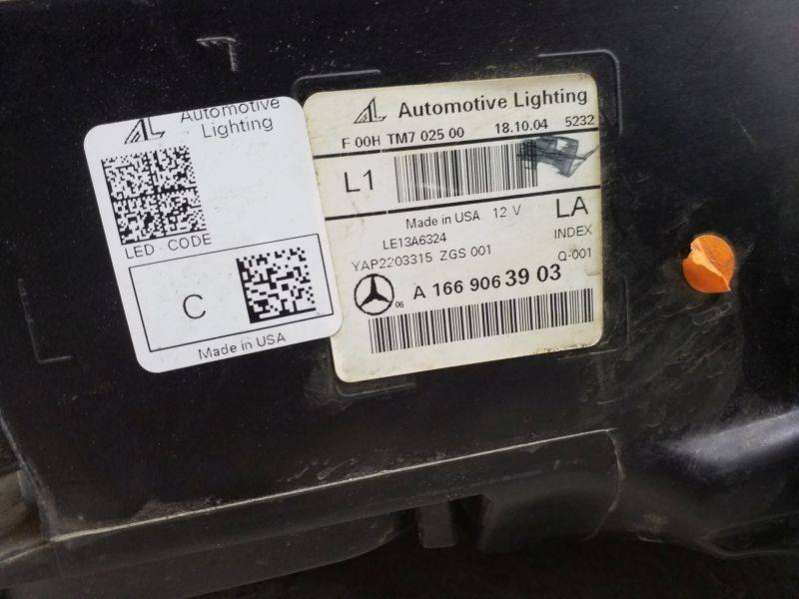 Automotive
Lighting
LED CODE
C
Made in USA
Automotive Lighting
F 00H TM7 025 00 18.10.04 5232
L1
Made in USA 12 V LA
LE13A6324 INDEX
YAP2203315 ZGS 001 Q-001
06 A 166 906 39 03